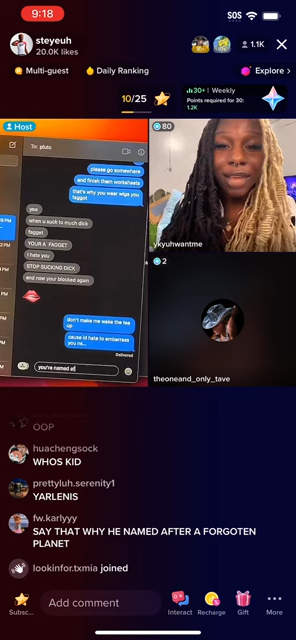 9:18
SOS
steyeuh
20.0K likes
1.1K
Multi-guest
Daily Ranking
Explore >
10/25
30+ | Weekly
Points required for 30:
1.2K
Host
80
To: pluto
please go somewhere
and finish them worksheets
that's why you wear wigs you
faggot
yea
when u suck to much dick
fagget
YOUR A FAGGET
I hate you
STOP SUCKING DICK
and now your blocked again
don't make me wake the tea
up
cause id hate to embarrass
you na...
Delivered
you're named af
ykyuhwantme
2
theoneand_only_tave
OOP
huachengsock
WHOS KID
prettyluh.serenity1
YARLENIS
fw.karlyyy
SAY THAT WHY HE NAMED AFTER A FORGOTEN
PLANET
lookinfor.txmia joined
Subsc...
Add comment
Interact
Recharge
Gift
More